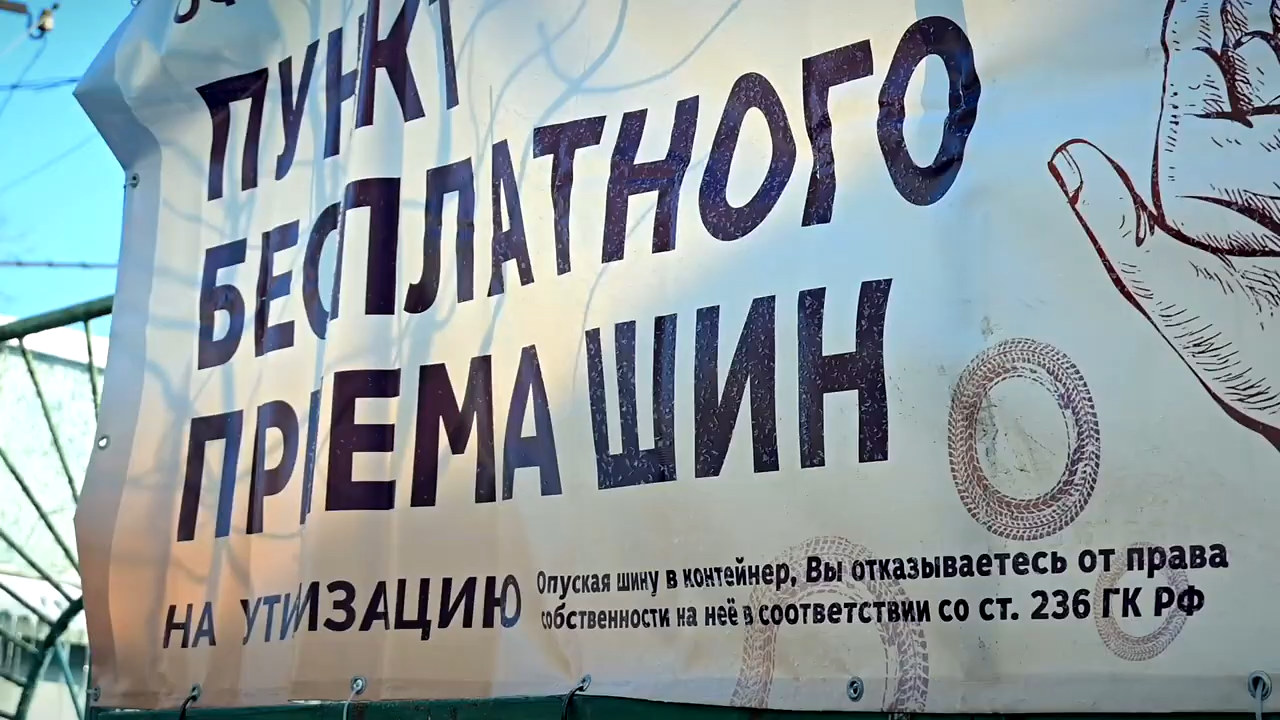 ПУНКТ
БЕСПЛАТНОГО
ПРИЕМА ШИН
НА УТИЛИЗАЦИЮ
Опуская шину в контейнер, Вы отказываетесь от права
собственности на неё в соответствии со ст. 236 ГК РФ